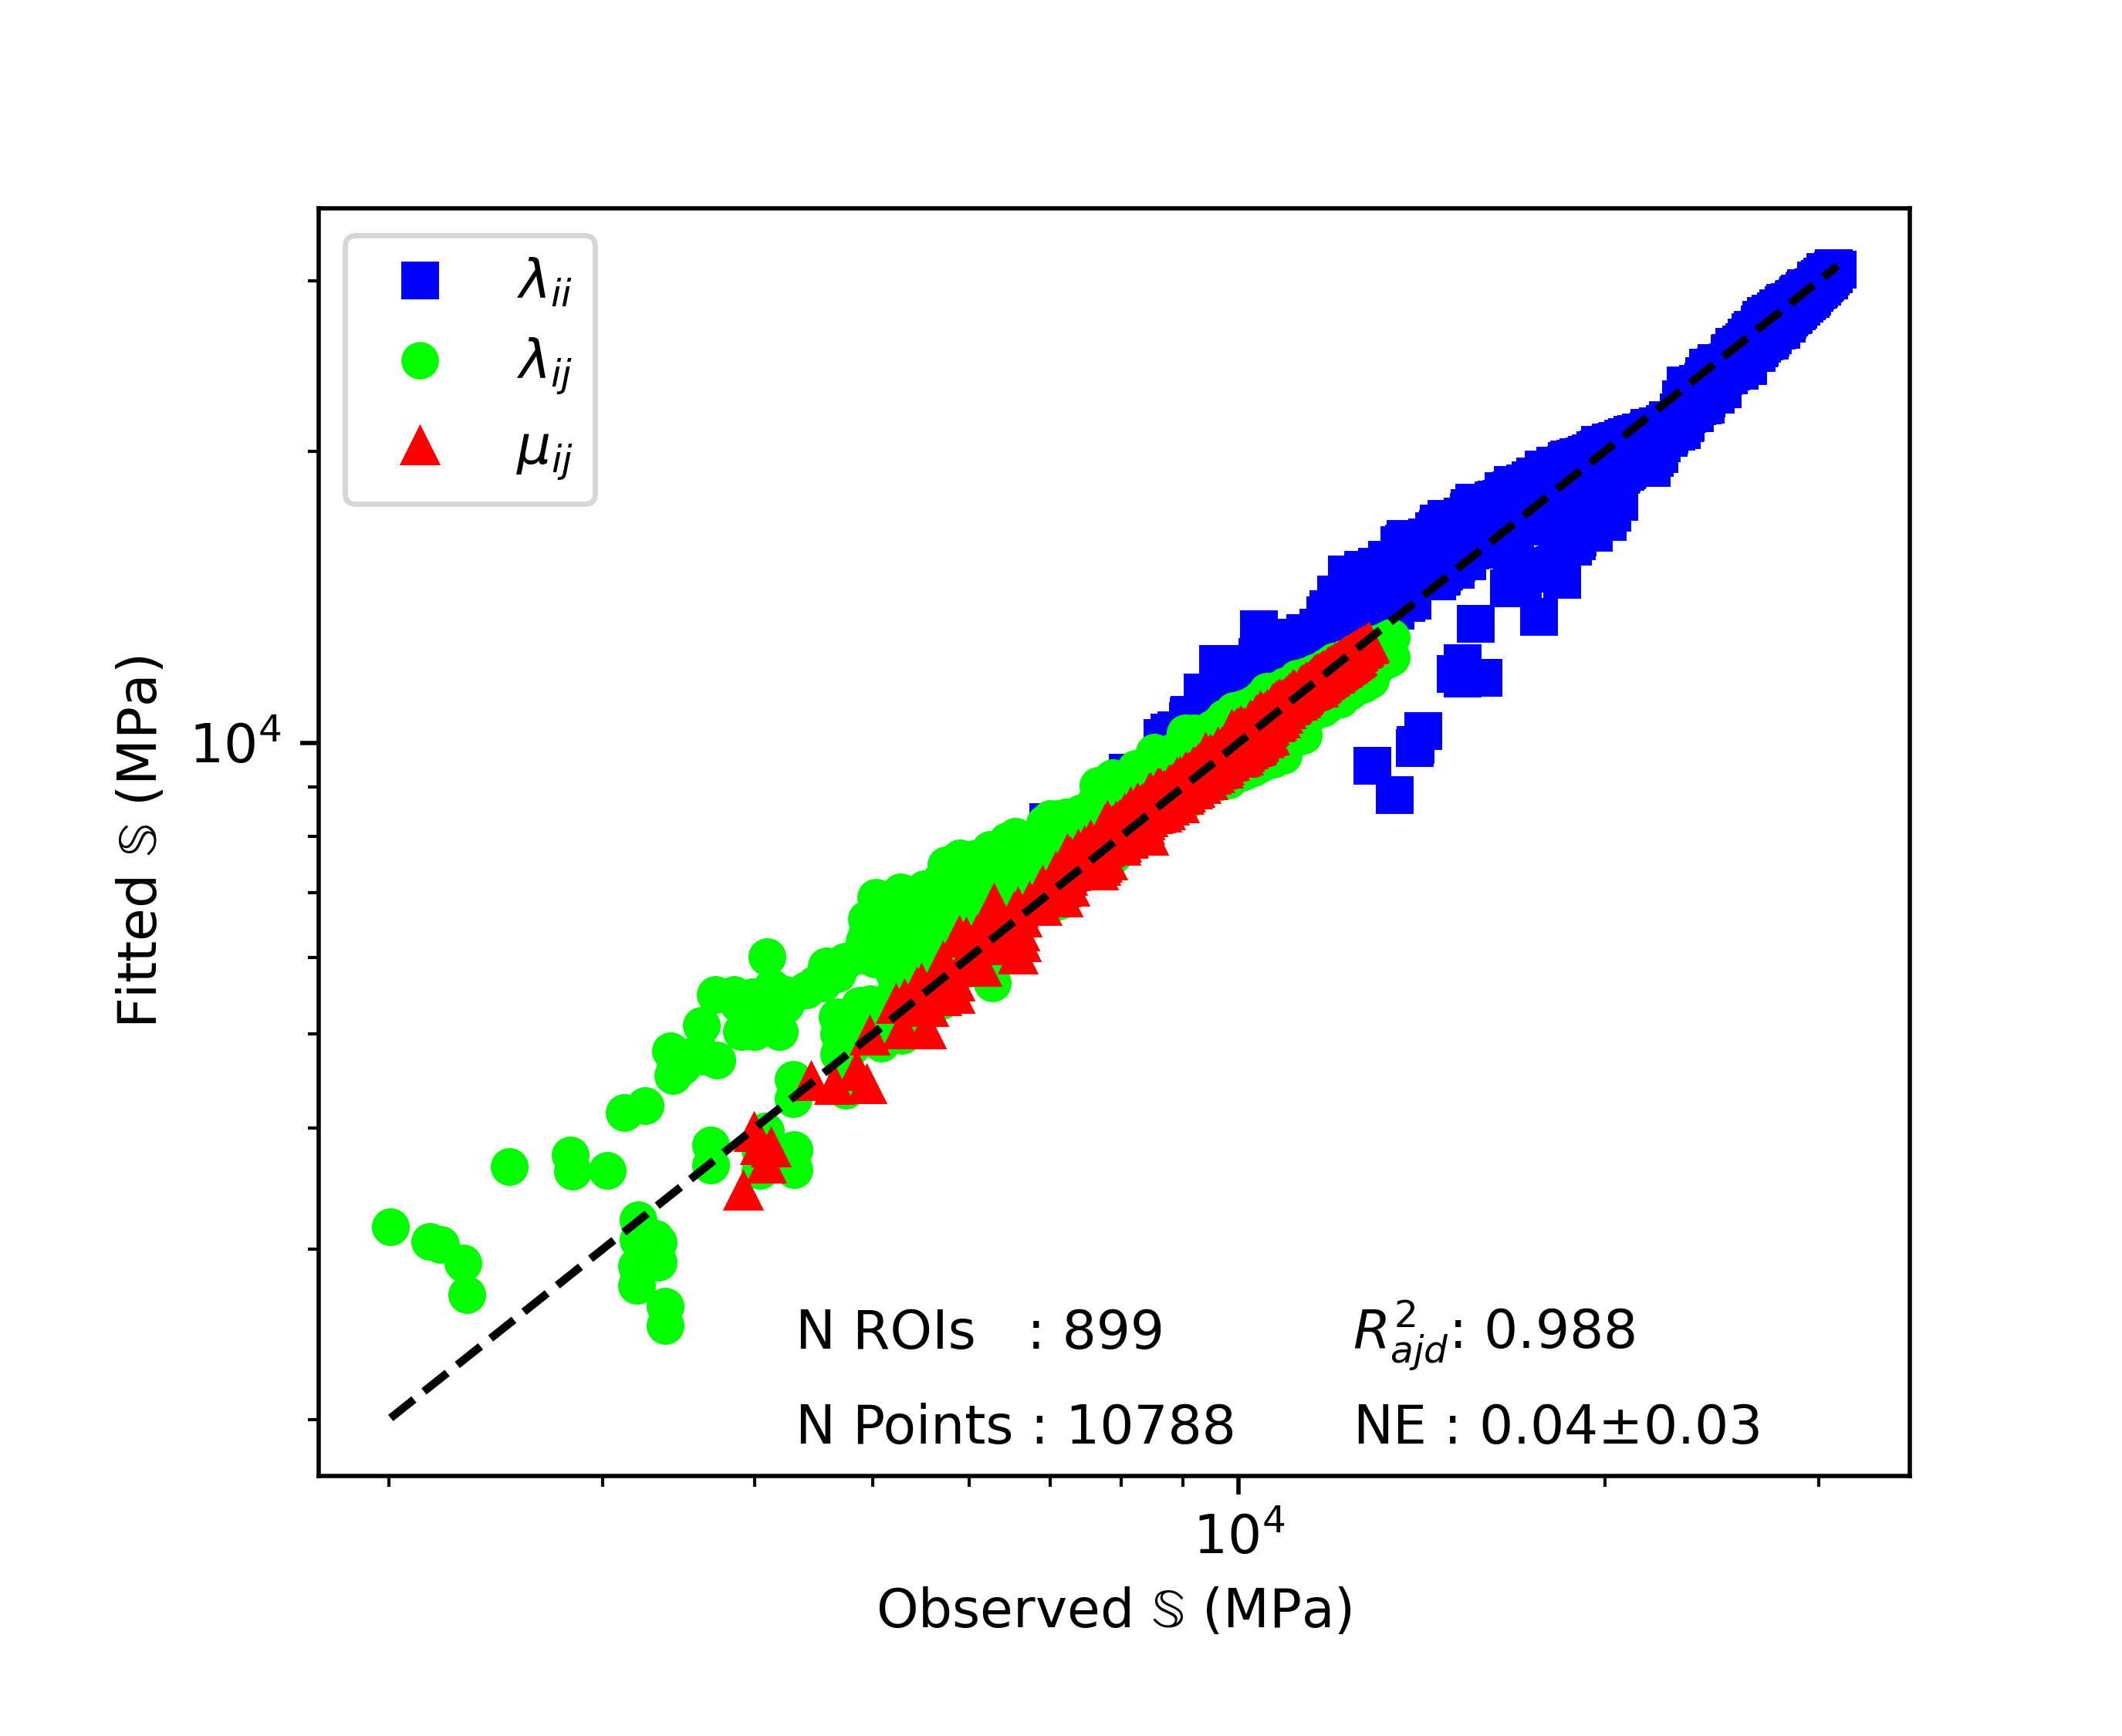 λ_ii
λ_ij
μ_ij
Fitted 𝕊 (MPa)
10^4
N ROIs : 899
R^2_ajd: 0.988
N Points : 10788
NE : 0.04±0.03
10^4
Observed 𝕊 (MPa)